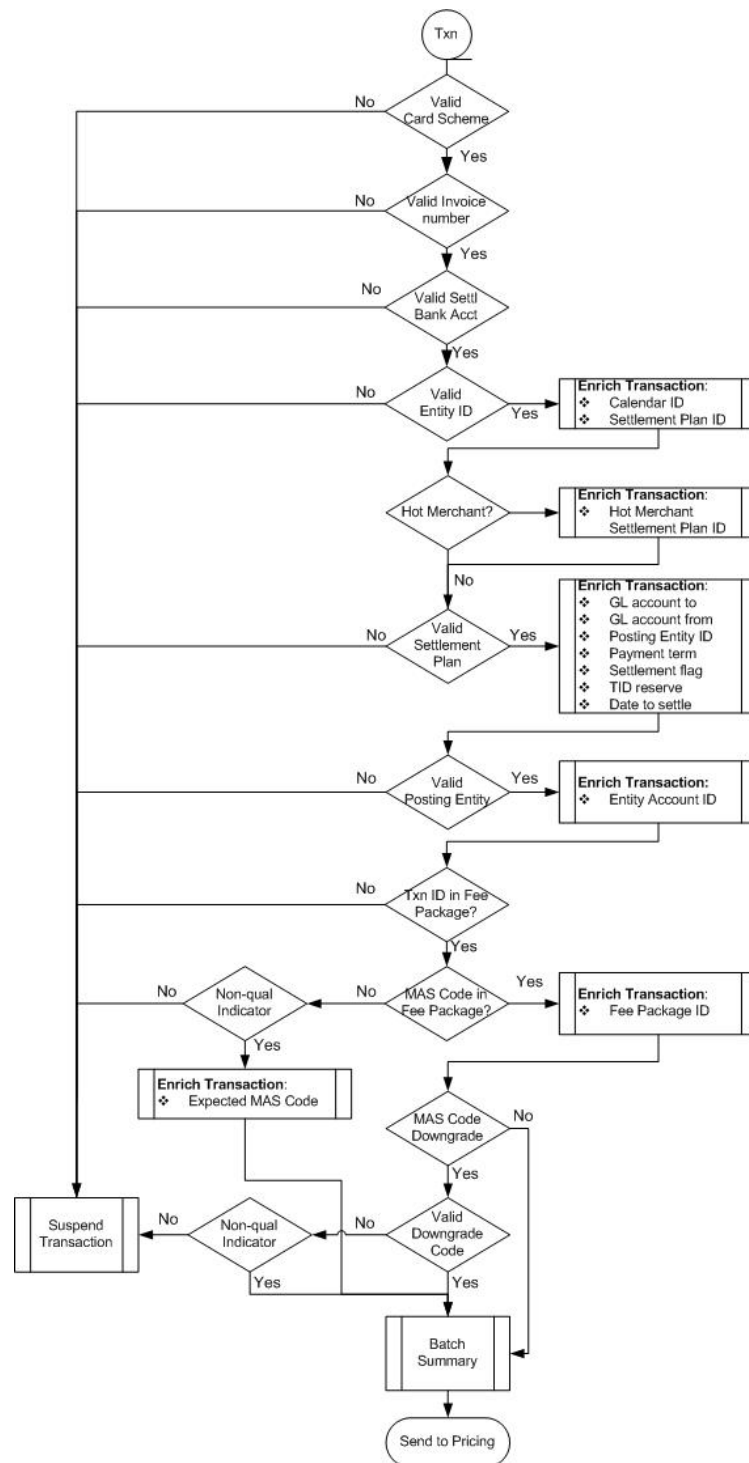 Txn
No
Valid
Card Scheme
Yes
No
Valid Invoice
number
Yes
No
Valid Settl
Bank Acct
Yes
No
Valid
Entity ID
Yes
Enrich Transaction:
❖ Calendar ID
❖ Settlement Plan ID
Hot Merchant?
Enrich Transaction:
❖ Hot Merchant
Settlement Plan ID
No
No
Valid
Settlement
Plan
Yes
Enrich Transaction:
❖ GL account to
❖ GL account from
❖ Posting Entity ID
❖ Payment term
❖ Settlement flag
❖ TID reserve
❖ Date to settle
No
Valid
Posting Entity
Yes
Enrich Transaction:
❖ Entity Account ID
No
Txn ID in Fee
Package?
Yes
No
Non-qual
Indicator
No
MAS Code in
Fee Package?
Yes
Enrich Transaction:
❖ Fee Package ID
Yes
Enrich Transaction:
❖ Expected MAS Code
MAS Code
Downgrade
No
Yes
Suspend
Transaction
No
Non-qual
Indicator
No
Valid
Downgrade
Code
Yes
Yes
Batch
Summary
Send to Pricing